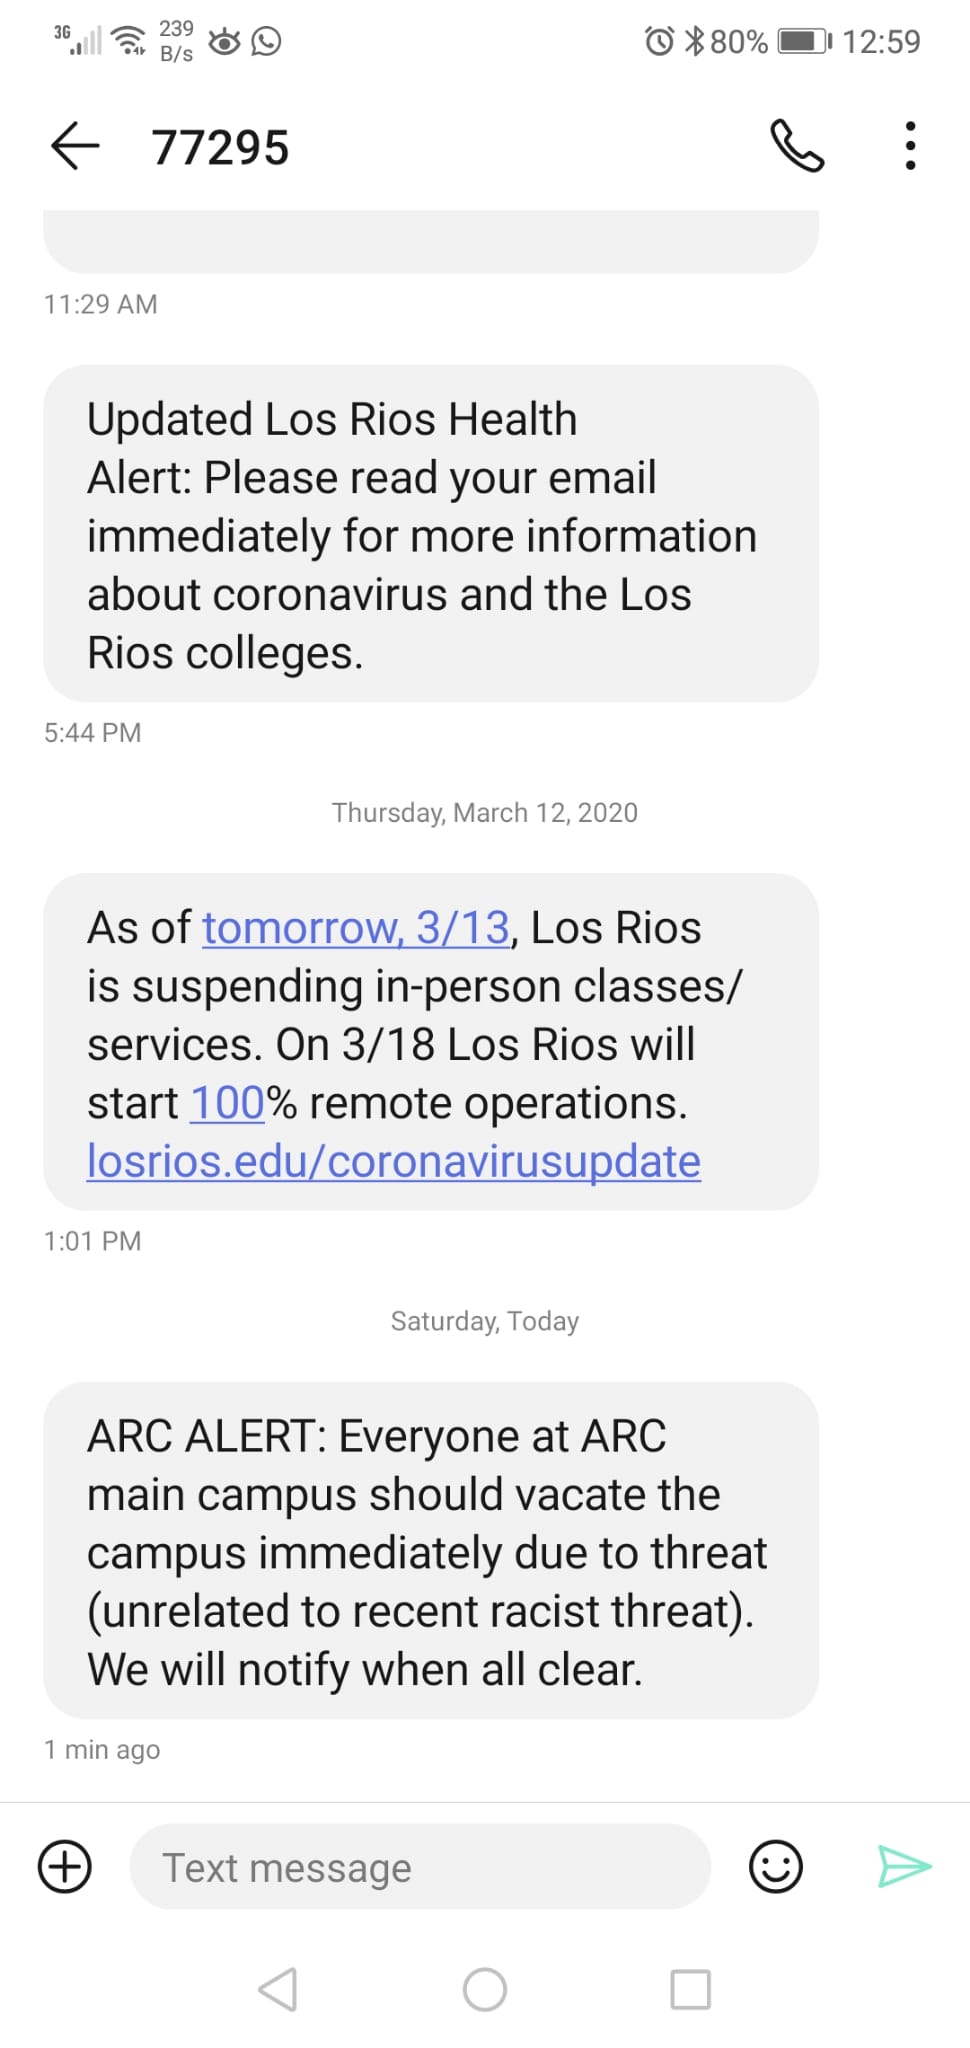 3G 239 B/s 80% 12:59
77295
11:29 AM
Updated Los Rios Health
Alert: Please read your email
immediately for more information
about coronavirus and the Los
Rios colleges.
5:44 PM
Thursday, March 12, 2020
As of tomorrow, 3/13, Los Rios
is suspending in-person classes/
services. On 3/18 Los Rios will
start 100% remote operations.
losrios.edu/coronavirusupdate
1:01 PM
Saturday, Today
ARC ALERT: Everyone at ARC
main campus should vacate the
campus immediately due to threat
(unrelated to recent racist threat).
We will notify when all clear.
1 min ago
Text message